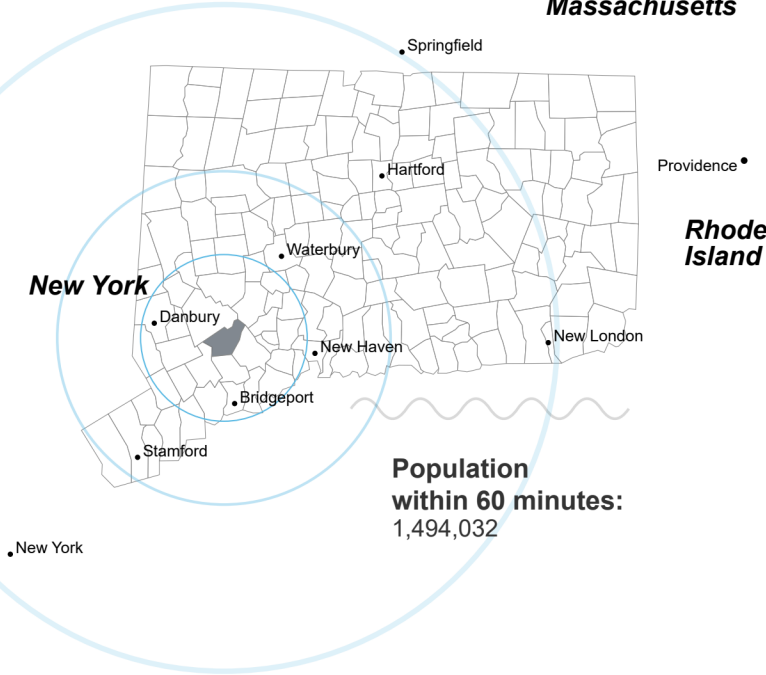 Massachusetts
Springfield
Providence
Hartford
Rhode
Island
Waterbury
New York
Danbury
New Haven
New London
Bridgeport
Stamford
Population
within 60 minutes:
1,494,032
New York